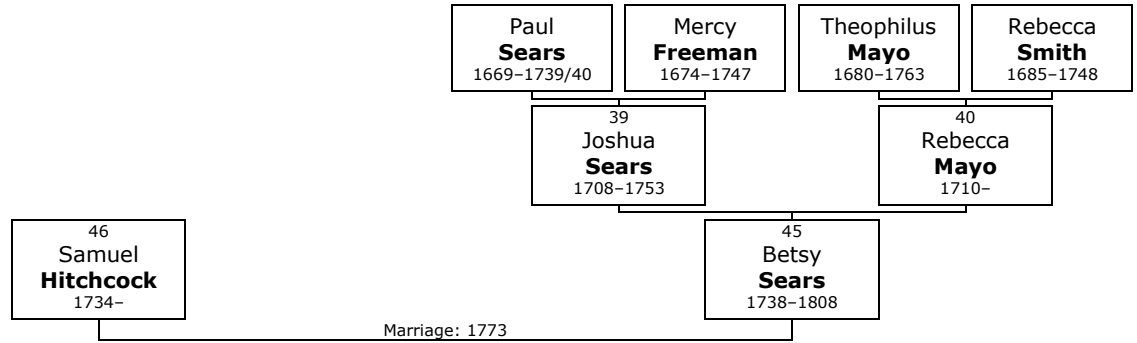 Paul
Sears
1669–1739/40
Mercy
Freeman
1674–1747
Theophilus
Mayo
1680–1763
Rebecca
Smith
1685–1748
39
Joshua
Sears
1708–1753
40
Rebecca
Mayo
1710–
46
Samuel
Hitchcock
1734–
45
Betsy
Sears
1738–1808
Marriage: 1773